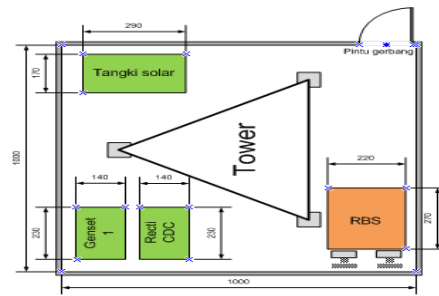 290
Pintu gerbang
170
Tangki solar
1000
Tower
140
140
220
230
Genset
1
Recti
CDC
230
RBS
270
1000